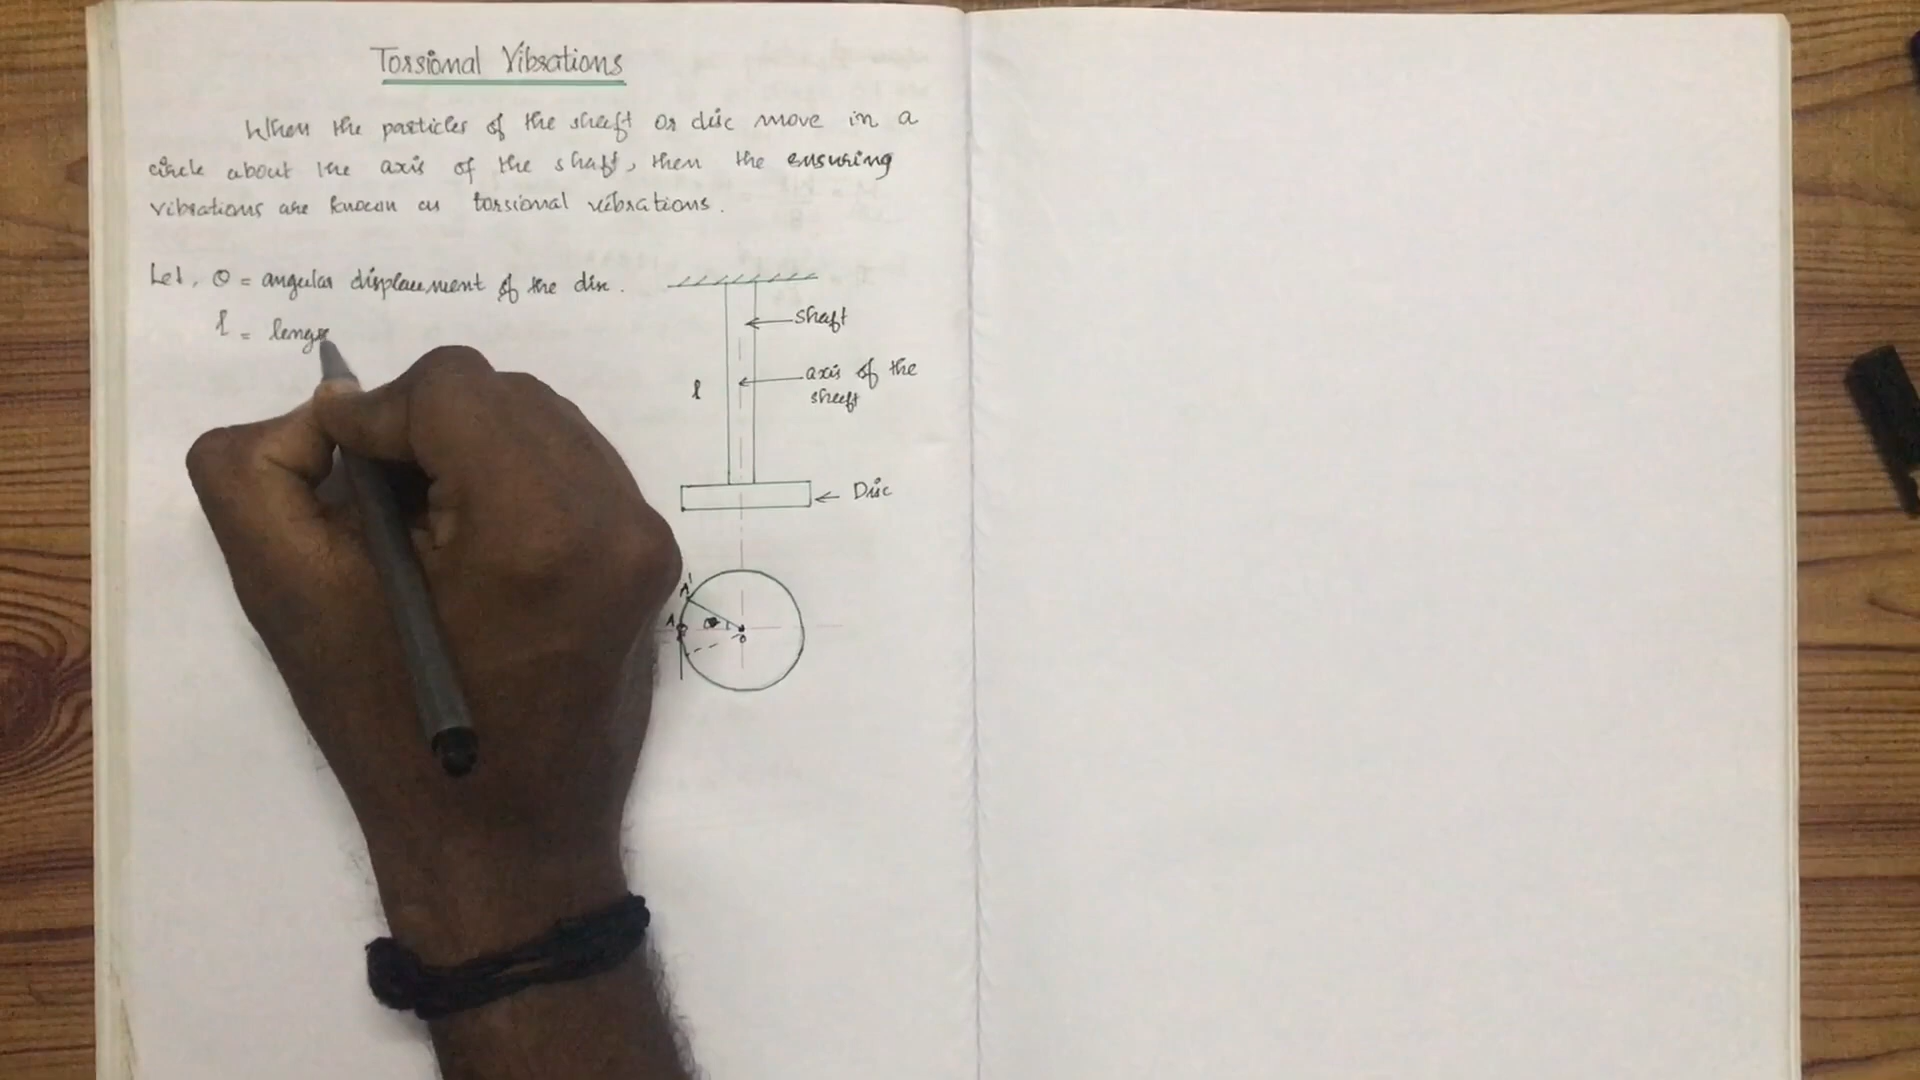 Torsional Vibrations
When the particles of the shaft or disc move in a
circle about the axis of the shaft, then the ensuring
vibrations are known as torsional vibrations.
Let, θ = angular displacement of the disc.
l = leng
shaft
axis of the
shaft
l
Disc
A'
A
θ
O